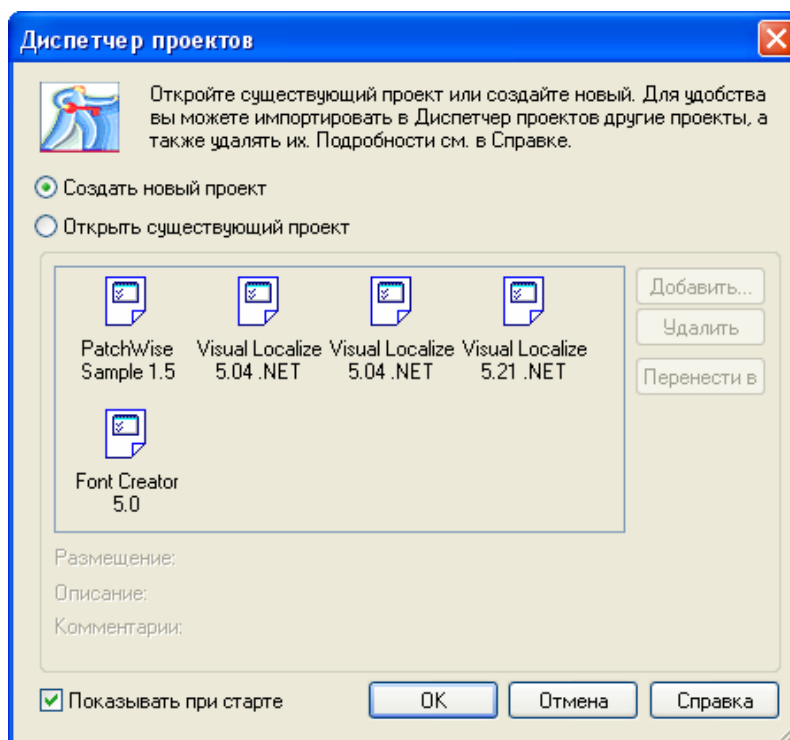 Диспетчер проектов
Откройте существующий проект или создайте новый. Для удобства
вы можете импортировать в Диспетчер проектов другие проекты, а
также удалять их. Подробности см. в Справке.
Создать новый проект
Открыть существующий проект
PatchWise Sample 1.5
Visual Localize 5.04 .NET
Visual Localize 5.04 .NET
Visual Localize 5.21 .NET
Font Creator 5.0
Добавить...
Удалить
Перенести в
Размещение:
Описание:
Комментарии:
Показывать при старте
OK
Отмена
Справка